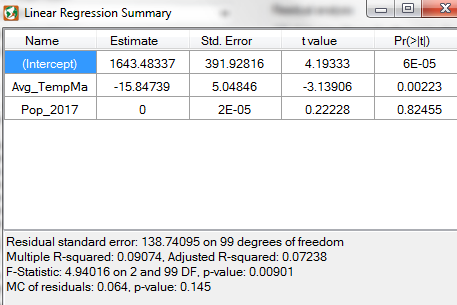 Linear Regression Summary
Name Estimate Std. Error t value Pr(>|t|)
(Intercept) 1643.48337 391.92816 4.19333 6E-05
Avg_TempMa -15.84739 5.04846 -3.13906 0.00223
Pop_2017 0 2E-05 0.22228 0.82455
Residual standard error: 138.74095 on 99 degrees of freedom
Multiple R-squared: 0.09074, Adjusted R-squared: 0.07238
F-Statistic: 4.94016 on 2 and 99 DF, p-value: 0.00901
MC of residuals: 0.064, p-value: 0.145